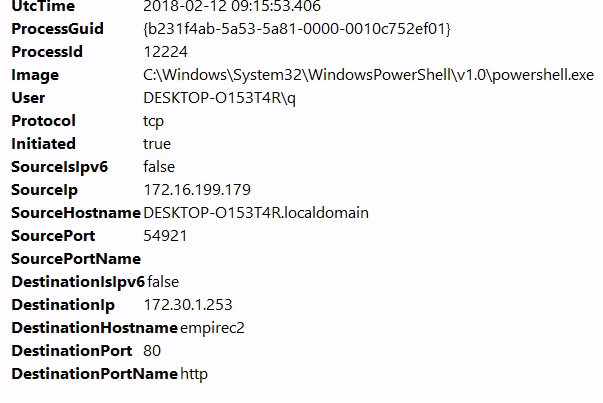 UtcTime 2018-02-12 09:15:53.406
ProcessGuid {b231f4ab-5a53-5a81-0000-0010c752ef01}
ProcessId 12224
Image C:\Windows\System32\WindowsPowerShell\v1.0\powershell.exe
User DESKTOP-O153T4R\q
Protocol tcp
Initiated true
SourceIsIpv6 false
SourceIp 172.16.199.179
SourceHostname DESKTOP-O153T4R.localdomain
SourcePort 54921
SourcePortName
DestinationIsIpv6 false
DestinationIp 172.30.1.253
DestinationHostname empirec2
DestinationPort 80
DestinationPortName http